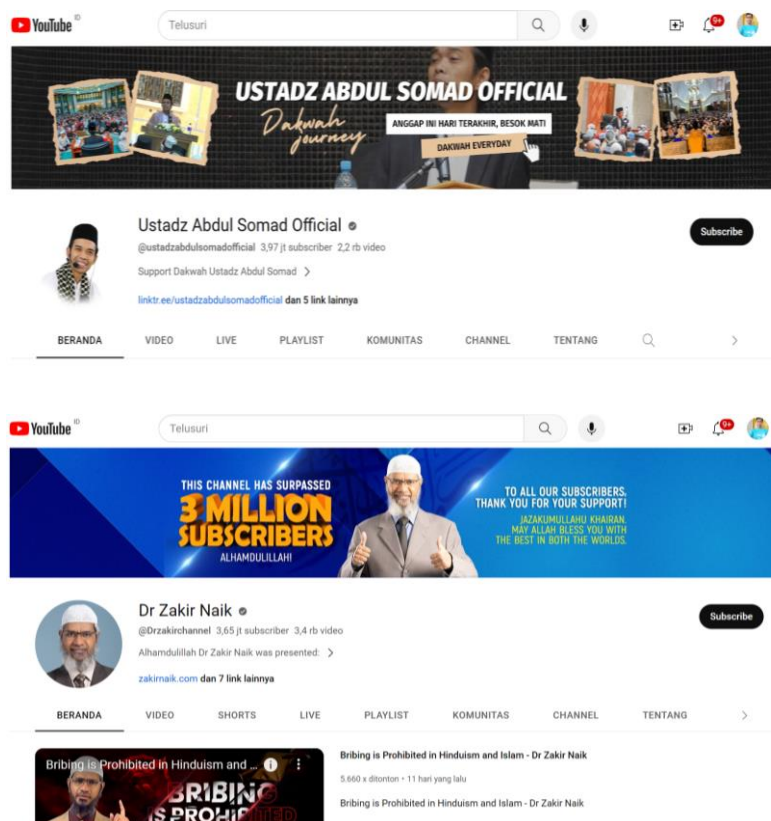 YouTube ID
Telusuri
9+
USTADZ ABDUL SOMAD OFFICIAL
Dakwah
Journey
ANGGAP INI HARI TERAKHIR, BESOK MATI
DAKWAH EVERYDAY
Ustadz Abdul Somad Official
@ustadzabdulsomadofficial 3,97 jt subscriber 2,2 rb video
Subscribe
Support Dakwah Ustadz Abdul Somad
linktr.ee/ustadzabdulsomadofficial dan 5 link lainnya
BERANDA VIDEO LIVE PLAYLIST KOMUNITAS CHANNEL TENTANG
YouTube ID
Telusuri
9+
THIS CHANNEL HAS SURPASSED
3 MILLION
SUBSCRIBERS
ALHAMDULILLAH!
TO ALL OUR SUBSCRIBERS,
THANK YOU FOR YOUR SUPPORT!
JAZAKUMULLAHU KHAIRAN.
MAY ALLAH BLESS YOU WITH
THE BEST IN BOTH THE WORLDS.
Dr Zakir Naik
@Drzakirchannel 3,65 jt subscriber 3,4 rb video
Subscribe
Alhamdulillah Dr Zakir Naik was presented:
zakirnaik.com dan 7 link lainnya
BERANDA VIDEO SHORTS LIVE PLAYLIST KOMUNITAS CHANNEL TENTANG
Bribing is Prohibited in Hinduism and ...
BRIBING
IS PROHIBITED
Bribing is Prohibited in Hinduism and Islam - Dr Zakir Naik
5.660 x ditonton • 11 hari yang lalu
Bribing is Prohibited in Hinduism and Islam - Dr Zakir Naik